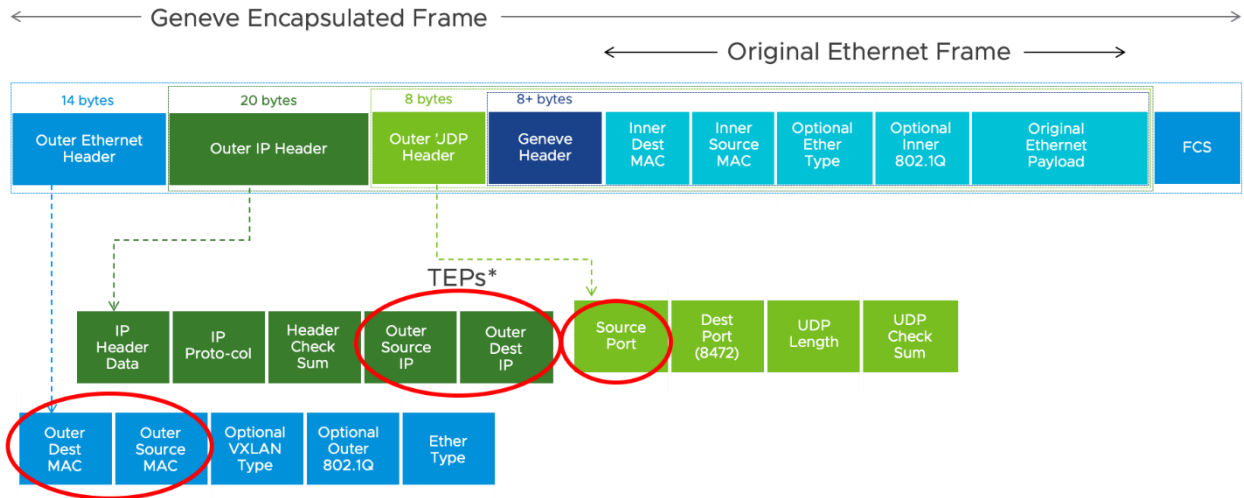 Geneve Encapsulated Frame
Original Ethernet Frame
14 bytes
20 bytes
8 bytes
8+ bytes
Outer Ethernet
Header
Outer IP Header
Outer 'JDP
Header
Geneve
Header
Inner
Dest
MAC
Inner
Source
MAC
Optional
Ether
Type
Optional
Inner
802.1Q
Original
Ethernet
Payload
FCS
TEPs*
IP
Header
Data
IP
Proto-col
Header
Check
Sum
Outer
Source
IP
Outer
Dest
IP
Source
Port
Dest
Port
(8472)
UDP
Length
UDP
Check
Sum
Outer
Dest
MAC
Outer
Source
MAC
Optional
VXLAN
Type
Optional
Outer
802.1Q
Ether
Type